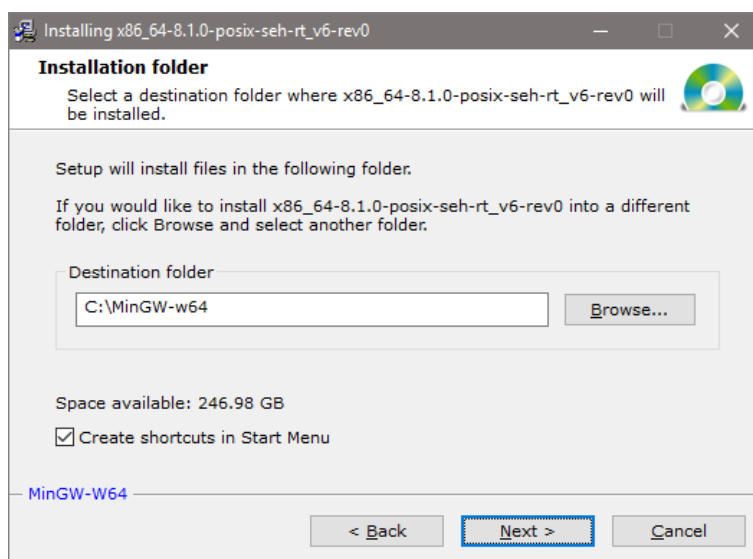 Installing x86_64-8.1.0-posix-seh-rt_v6-rev0
Installation folder
Select a destination folder where x86_64-8.1.0-posix-seh-rt_v6-rev0 will
be installed.
Setup will install files in the following folder.
If you would like to install x86_64-8.1.0-posix-seh-rt_v6-rev0 into a different
folder, click Browse and select another folder.
Destination folder
C:\MinGW-w64
Browse...
Space available: 246.98 GB
Create shortcuts in Start Menu
MinGW-W64
< Back
Next >
Cancel